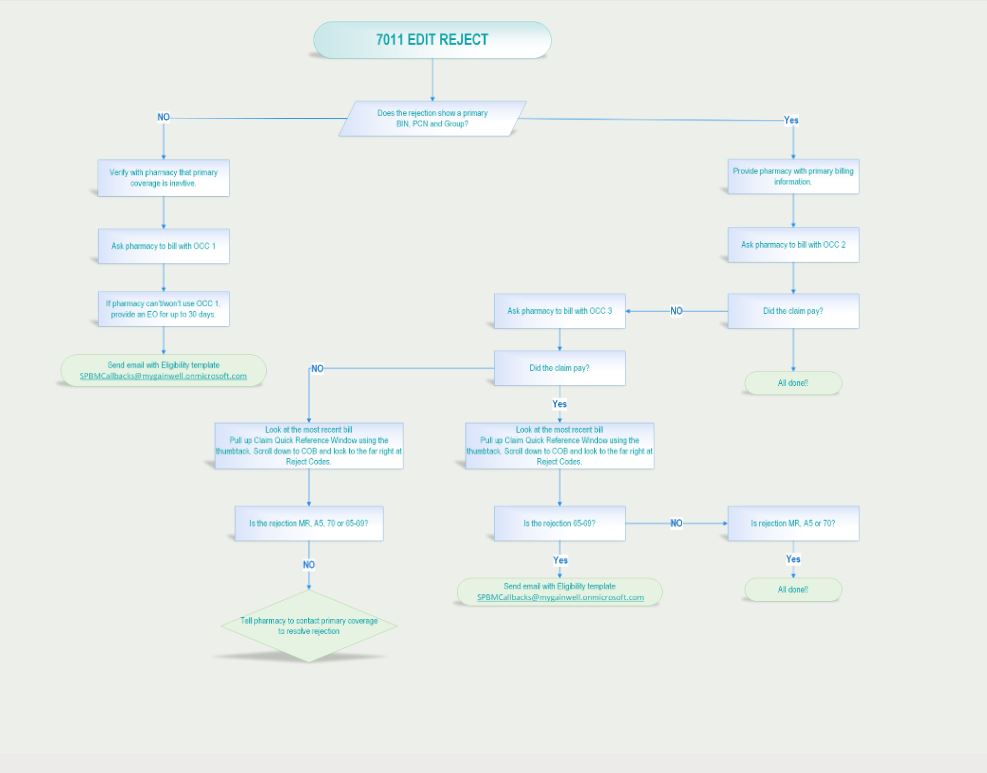 7011 EDIT REJECT
Does the rejection show a primary
BIN, PCN and Group?
NO
Yes
Verify with pharmacy that primary
coverage is inavtive.
Ask pharmacy to bill with OCC 1
If pharmacy can't/won't use OCC 1,
provide an EO for up to 30 days.
Send email with Eligibility template
SPBMCallbacks@mygainwell.onmicrosoft.com
Provide pharmacy with primary billing
information.
Ask pharmacy to bill with OCC 2
Did the claim pay?
NO
All done!!
Ask pharmacy to bill with OCC 3
Did the claim pay?
NO
Yes
Look at the most recent bill
Pull up Claim Quick Reference Window using the
thumbtack. Scroll down to COB and look to the far right at
Reject Codes.
Is the rejection MR, A5, 70 or 65-69?
NO
Tell pharmacy to contact primary coverage
to resolve rejection
Look at the most recent bill
Pull up Claim Quick Reference Window using the
thumbtack. Scroll down to COB and look to the far right at
Reject Codes.
Is the rejection 65-69?
NO
Yes
Send email with Eligibility template
SPBMCallbacks@mygainwell.onmicrosoft.com
Is rejection MR, A5 or 70?
Yes
All done!!